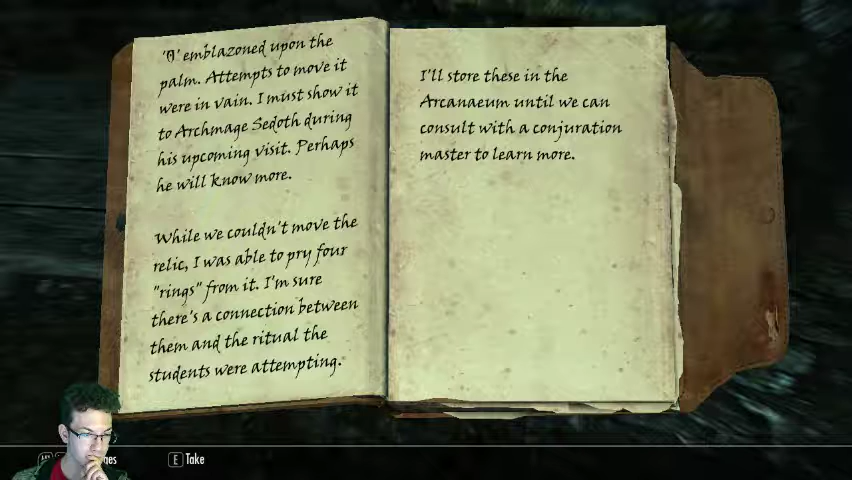 emblazoned upon the
palm. Attempts to move it
were in vain. I must show it
to Archmage Sedoth during
his upcoming visit. Perhaps
he will know more.
While we couldn't move the
relic, I was able to pry four
"rings" from it. I'm sure
there's a connection between
them and the ritual the
students were attempting.
I'll store these in the
Arcanaeum until we can
consult with a conjuration
master to learn more.
E Take